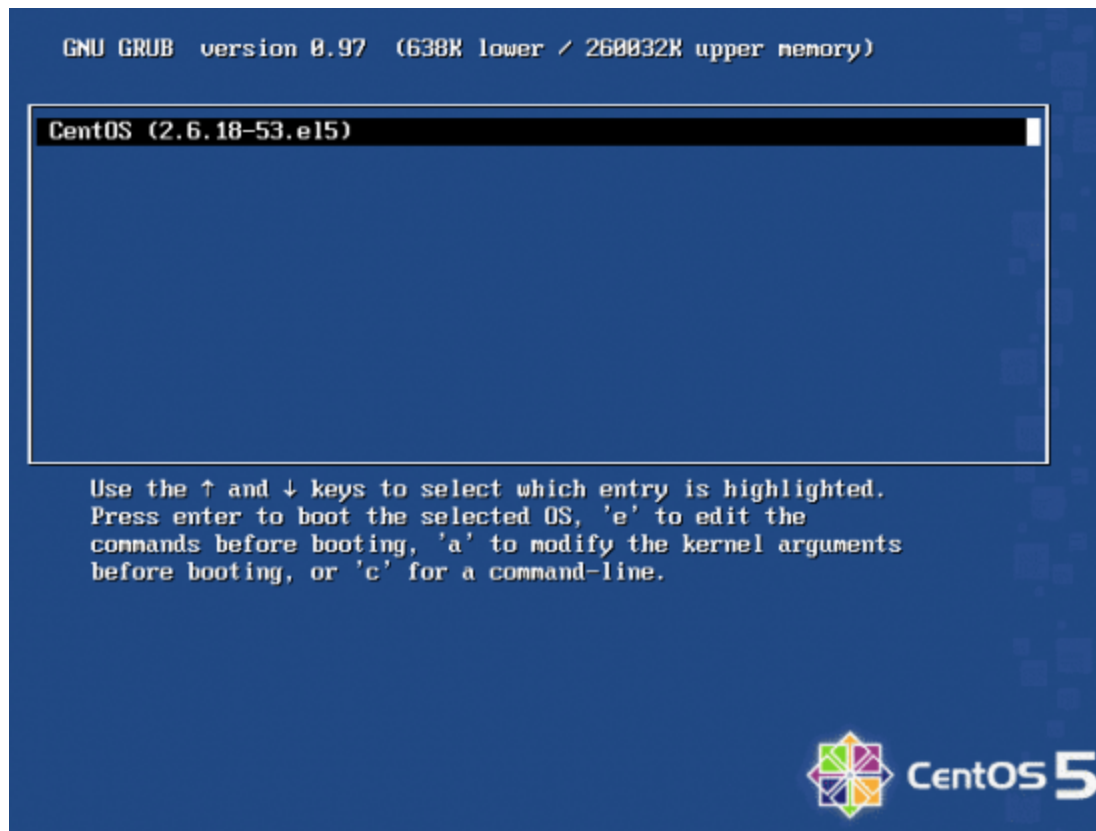 GNU GRUB  version 0.97  (638K lower / 260032K upper memory)
CentOS (2.6.18-53.el5)
Use the ↑ and ↓ keys to select which entry is highlighted.
Press enter to boot the selected OS, 'e' to edit the
commands before booting, 'a' to modify the kernel arguments
before booting, or 'c' for a command-line.
CentOS 5